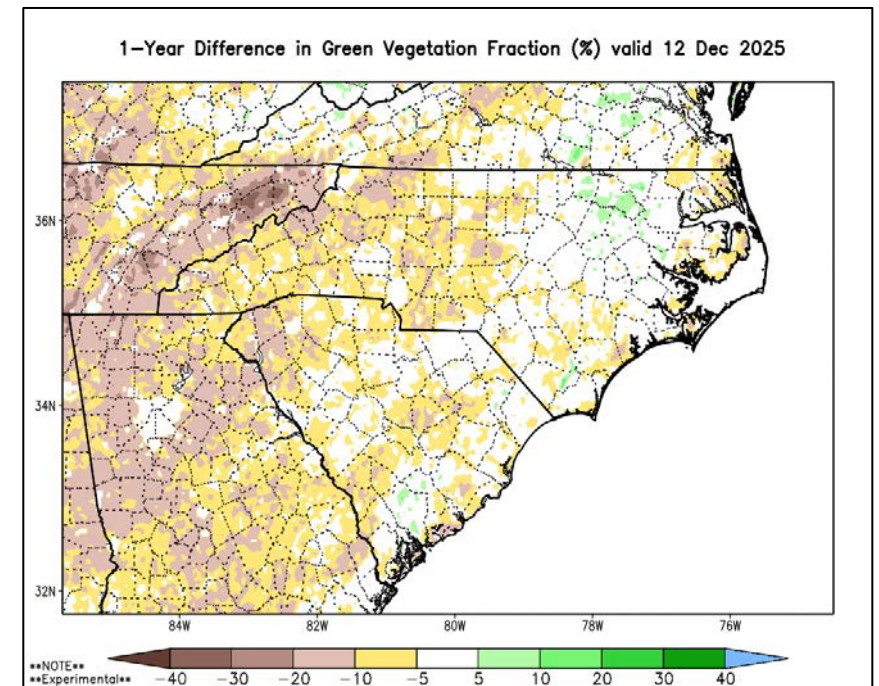 1-Year Difference in Green Vegetation Fraction (%) valid 12 Dec 2025
36N
34N
32N
84W 82W 80W 78W 76W
**NOTE**
**Experimental** -40 -30 -20 -10 -5 5 10 20 30 40